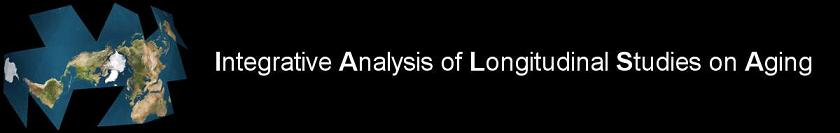 Integrative Analysis of Longitudinal Studies on Aging